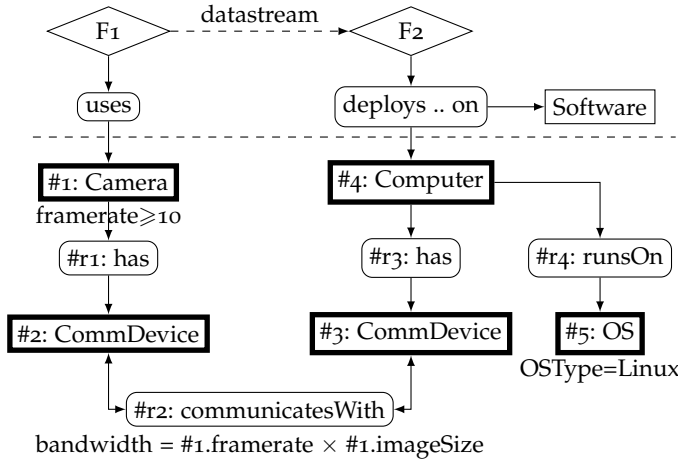 datastream
F1
F2
uses
deploys .. on
Software
#1: Camera
#4: Computer
framerate⩾10
#r1: has
#r3: has
#r4: runsOn
#2: CommDevice
#3: CommDevice
#5: OS
OSType=Linux
#r2: communicatesWith
bandwidth = #1.framerate × #1.imageSize